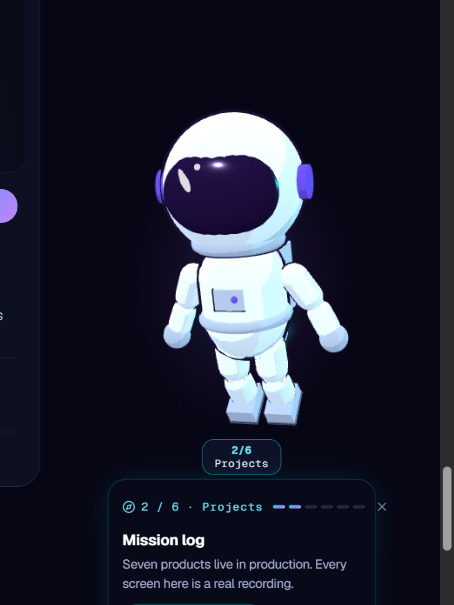 s
2/6
Projects
2 / 6 · Projects
Mission log
Seven products live in production. Every
screen here is a real recording.